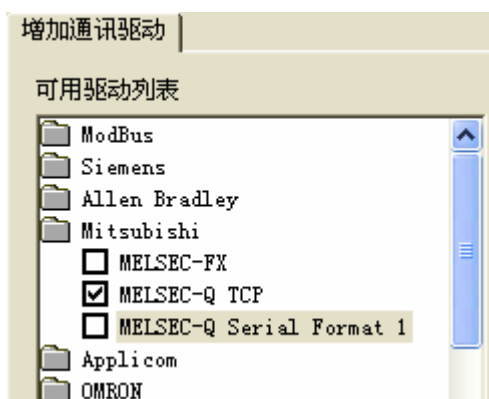 增加通讯驱动
可用驱动列表
ModBus
Siemens
Allen Bradley
Mitsubishi
MELSEC-FX
MELSEC-Q TCP
MELSEC-Q Serial Format 1
Applicom
OMRON